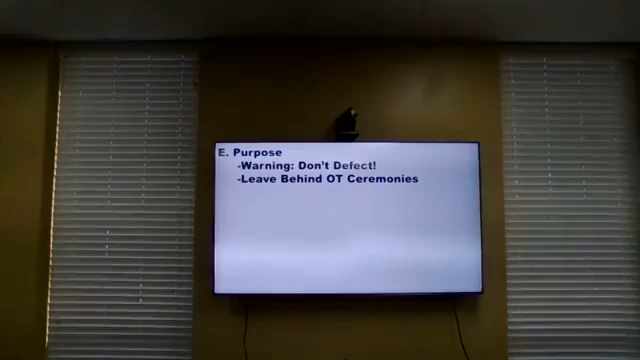 E. Purpose
-Warning: Don't Defect!
-Leave Behind OT Ceremonies